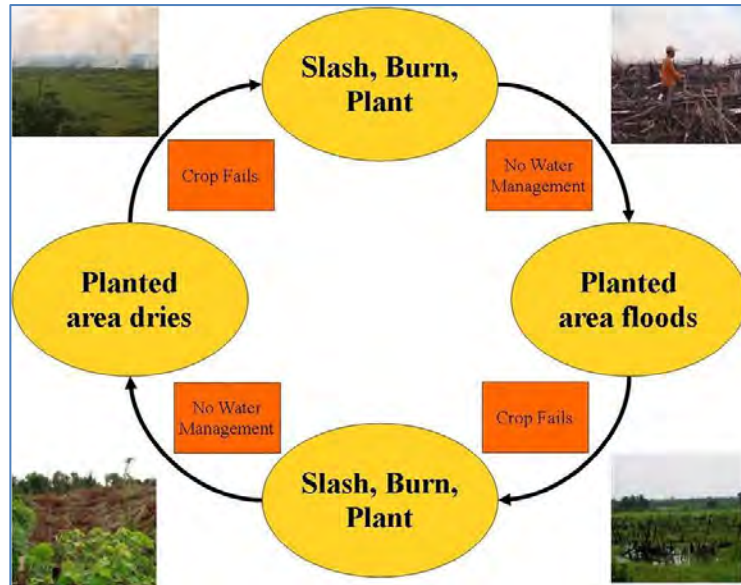 Slash, Burn,
Plant
Crop Fails
No Water
Management
Planted
area dries
Planted
area floods
No Water
Management
Crop Fails
Slash, Burn,
Plant